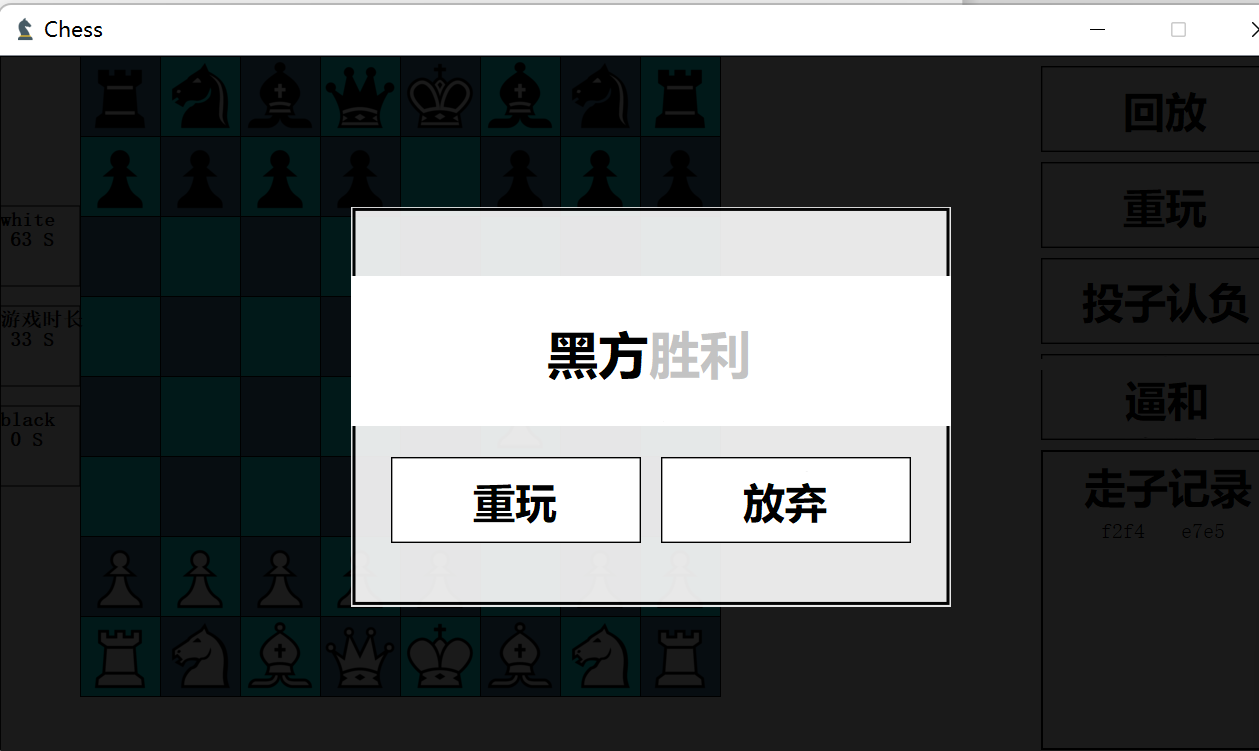 Chess
回放
重玩
white
63 S
投子认负
游戏时长
33 S
黑方胜利
逼和
black
0 S
重玩
放弃
走子记录
f2f4 e7e5